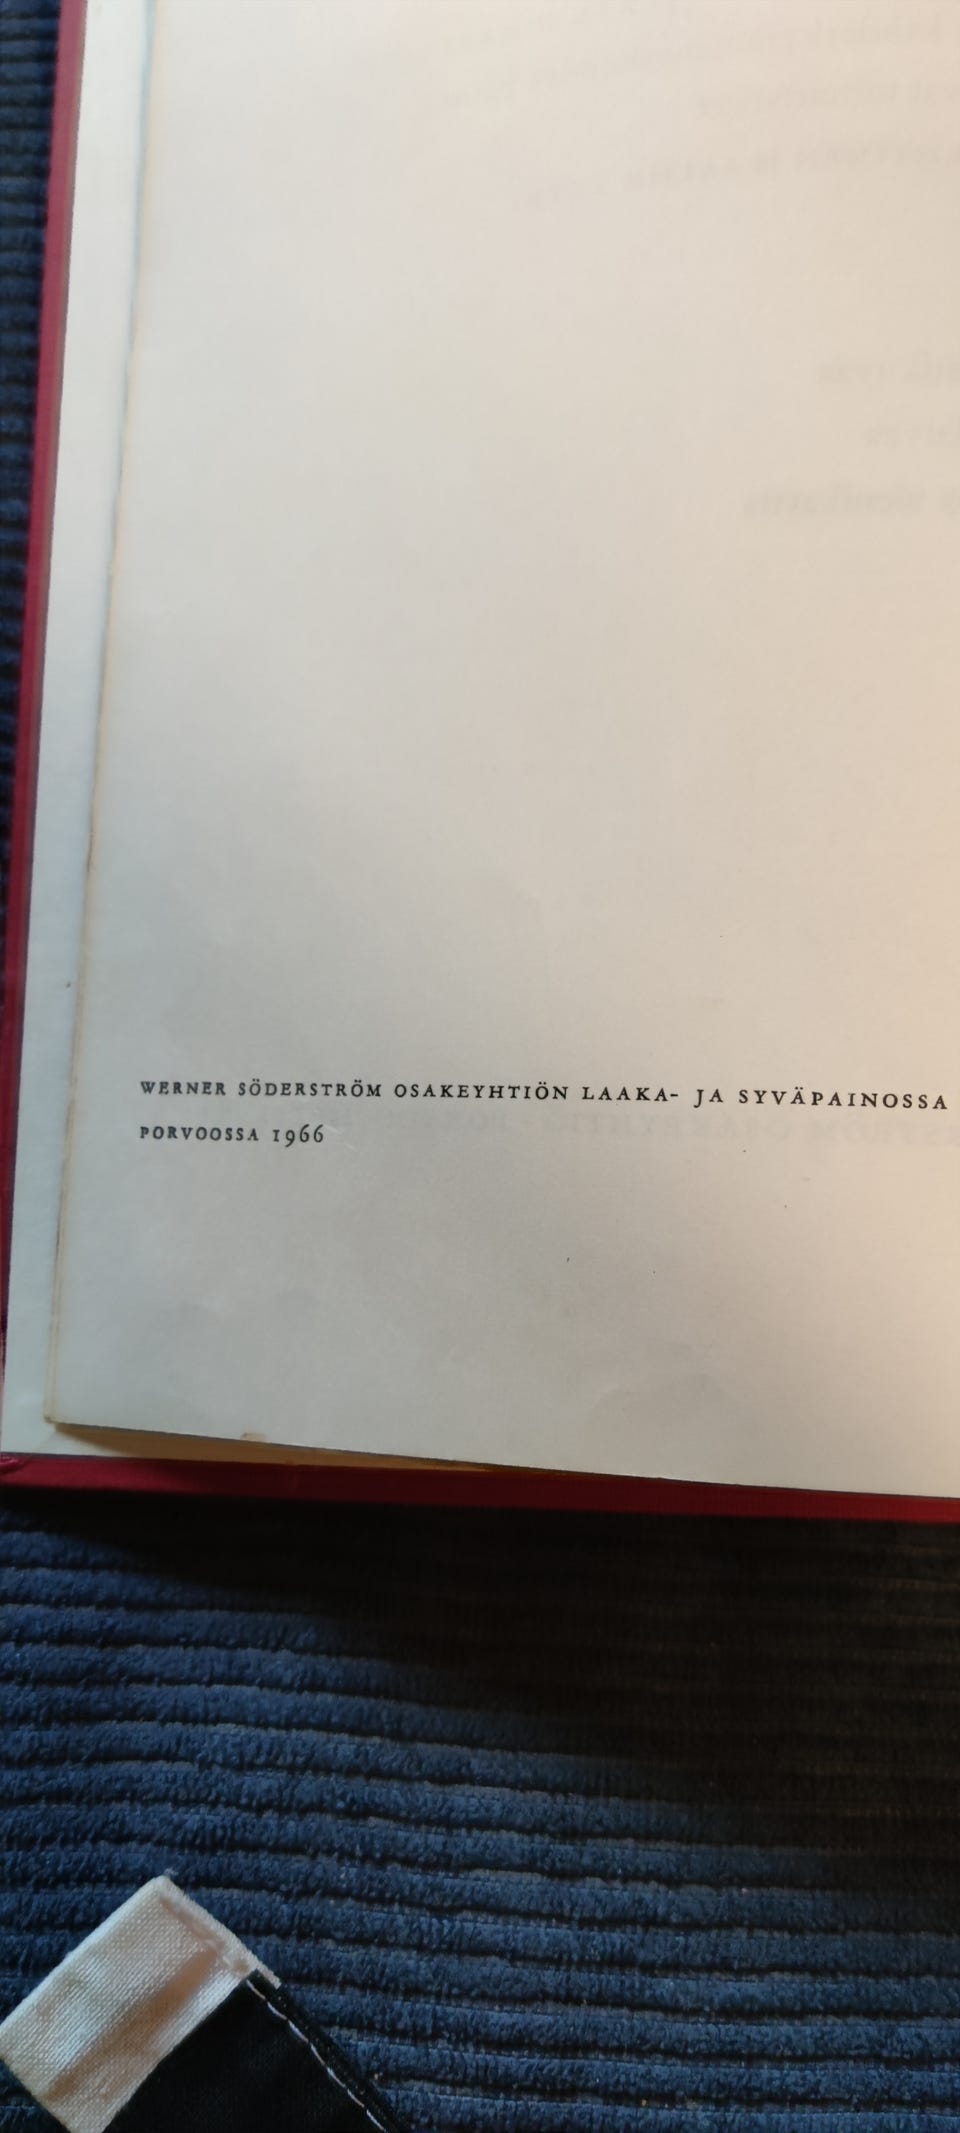 WERNER SÖDERSTRÖM OSAKEYHTIÖN LAAKA- JA SYVÄPAINOSSA
PORVOOSSA 1966